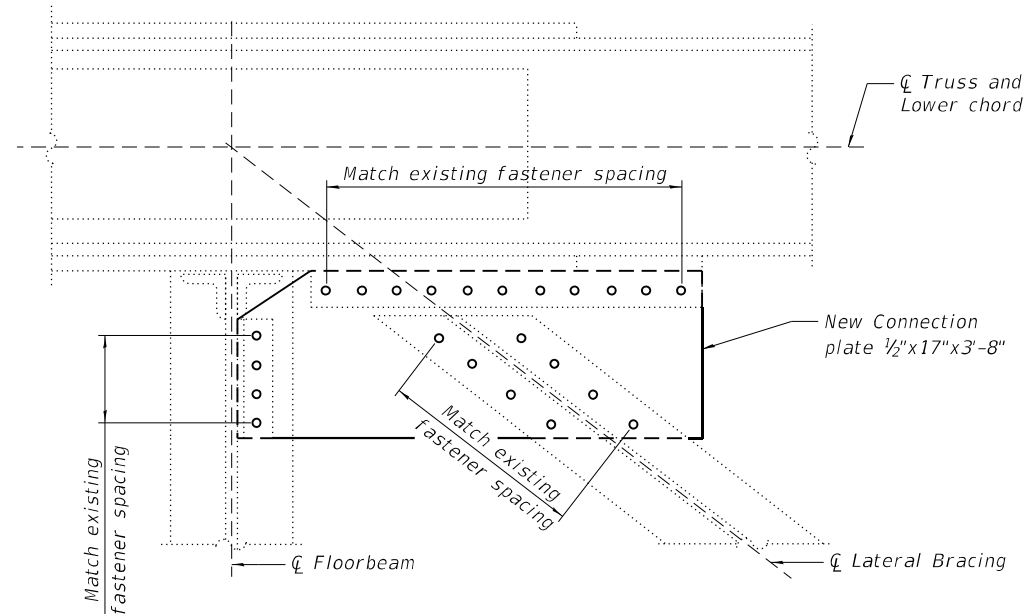 ℄ Truss and
Lower chord
Match existing fastener spacing
New Connection
plate ½"x17"x3'-8"
Match existing
fastener spacing
Match existing
fastener spacing
℄ Floorbeam
℄ Lateral Bracing